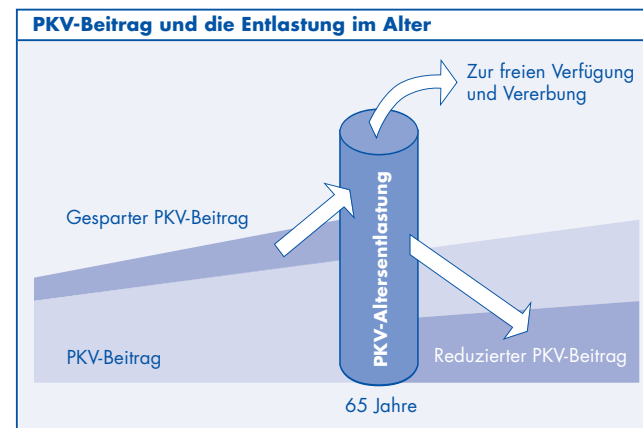 PKV-Beitrag und die Entlastung im Alter
Zur freien Verfügung
und Vererbung
Gesparter PKV-Beitrag
PKV-Altersentlastung
PKV-Beitrag
Reduzierter PKV-Beitrag
65 Jahre